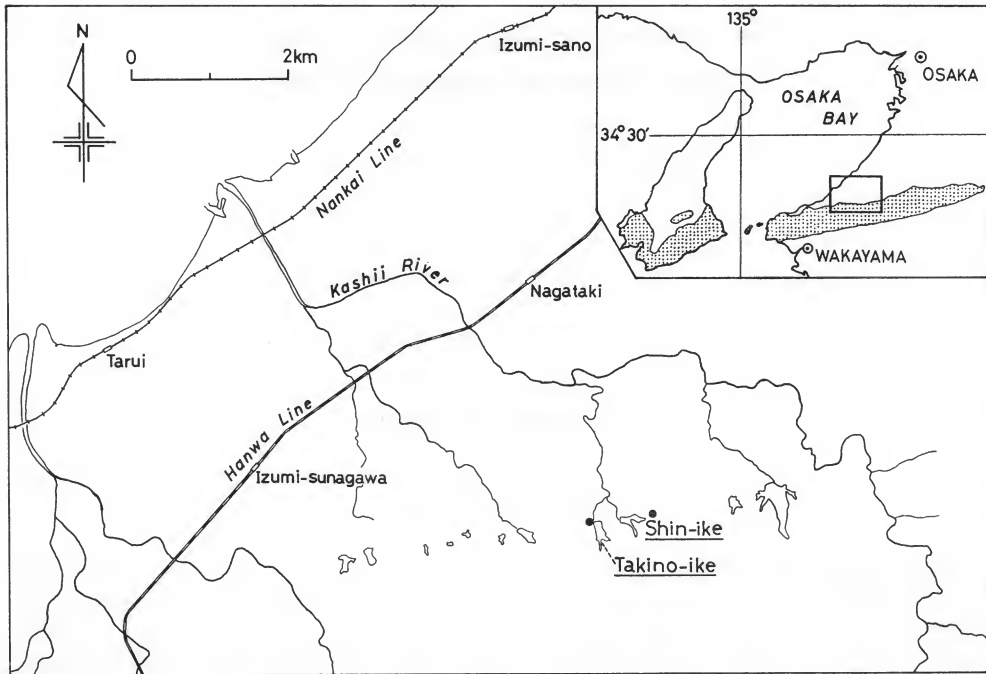 N
0 2km
Izumi-sano
Nankai Line
Kashii River
Nagataki
Tarui
Hanwa Line
Izumi-sunagawa
Shin-ike
Takino-ike
135°
OSAKA
OSAKA
BAY
34°30'
WAKAYAMA